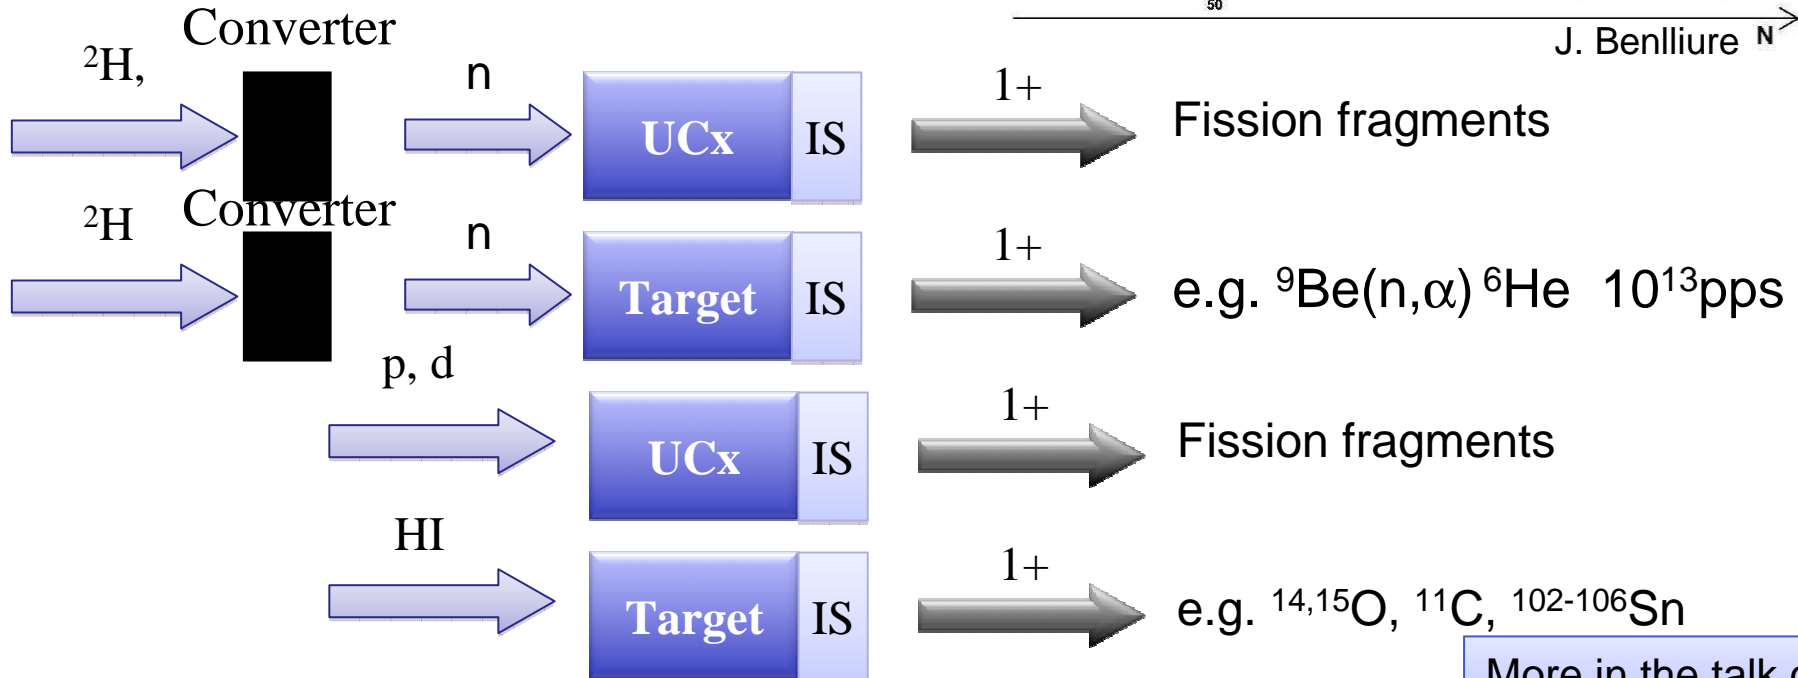 50
J. Benlliure N
Converter
²H, n 1+
UCx IS Fission fragments
Converter
²H n 1+
Target IS e.g. ⁹Be(n,α) ⁶He 10¹³pps
p, d 1+
UCx IS Fission fragments
HI 1+
Target IS e.g. ¹⁴,¹⁵O, ¹¹C, ¹⁰²⁻¹⁰⁶Sn
More in the talk